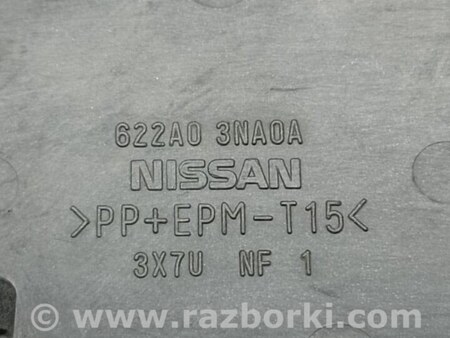 622A0 3NA0A
NISSAN
>PP+EPM-T15<
3X7U NF 1
© www.razborki.com